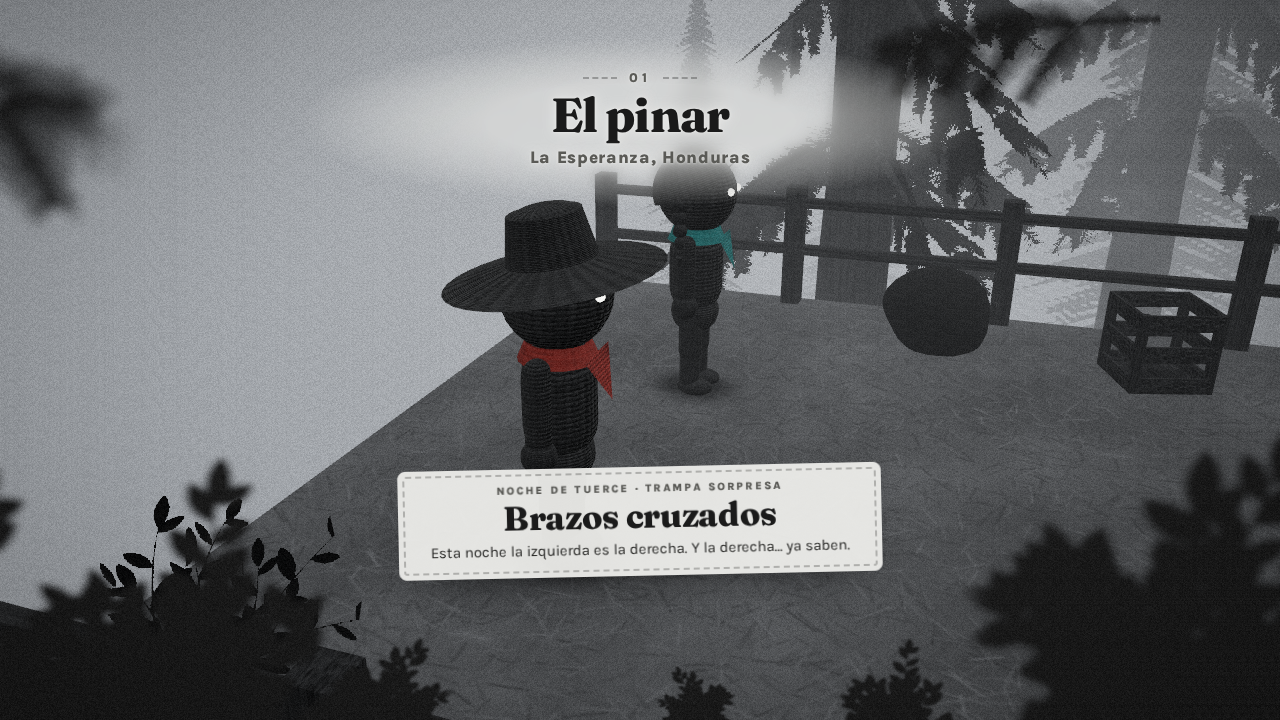 01
El pinar
La Esperanza, Honduras
NOCHE DE TUERCE · TRAMPA SORPRESA
Brazos cruzados
Esta noche la izquierda es la derecha. Y la derecha... ya saben.